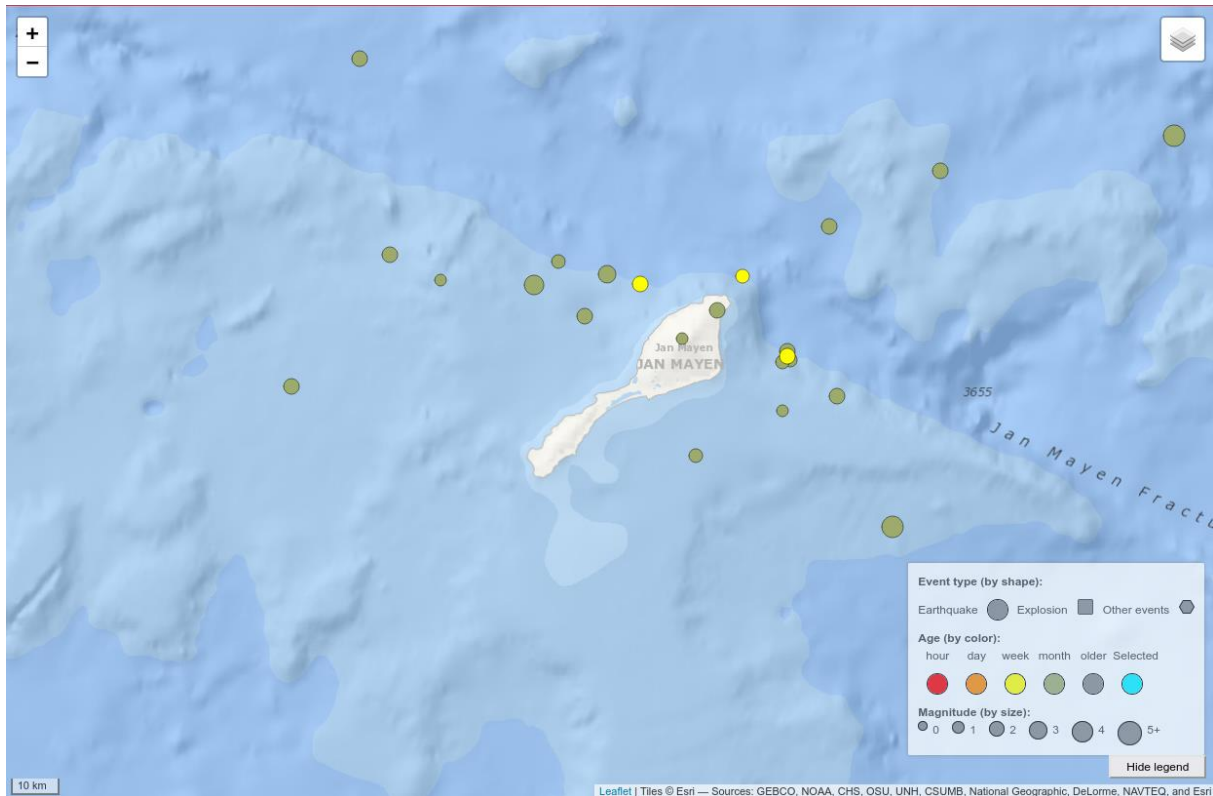 +
−
Jan Mayen
JAN MAYEN
3655
Jan Mayen Fractu
Event type (by shape):
Earthquake Explosion Other events
Age (by color):
hour day week month older Selected
Magnitude (by size):
0 1 2 3 4 5+
Hide legend
10 km
Leaflet | Tiles © Esri — Sources: GEBCO, NOAA, CHS, OSU, UNH, CSUMB, National Geographic, DeLorme, NAVTEQ, and Esri